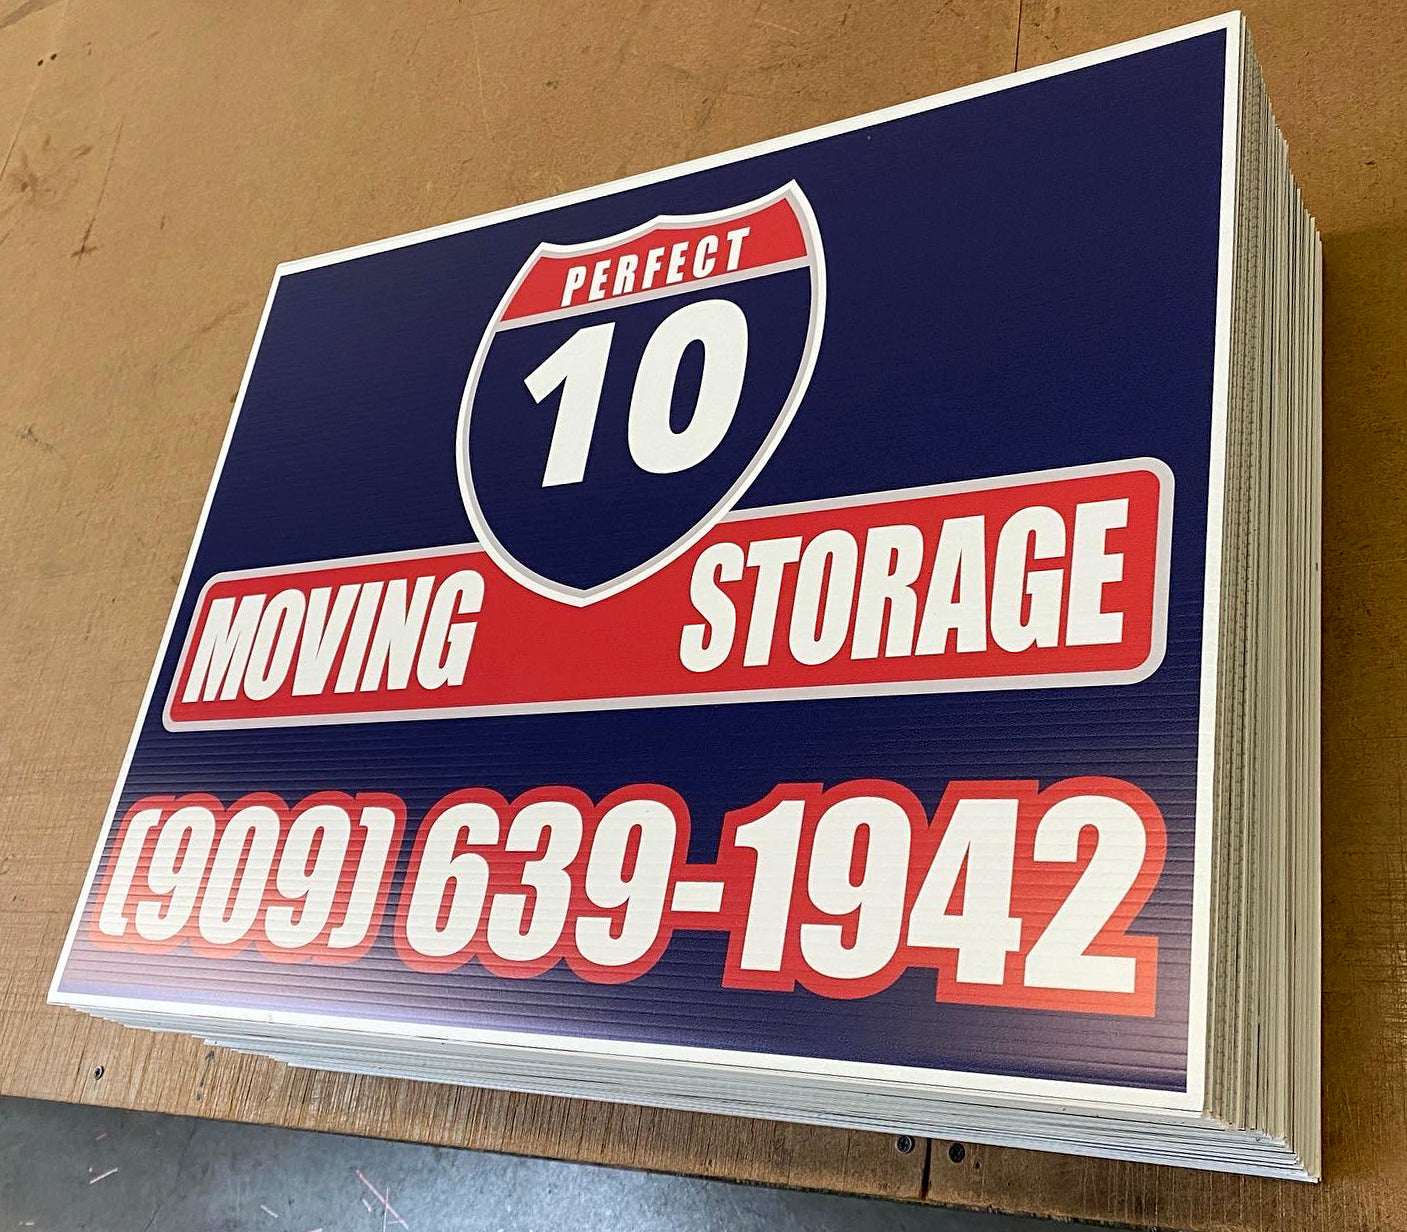 PERFECT
10
MOVING STORAGE
(909) 639-1942